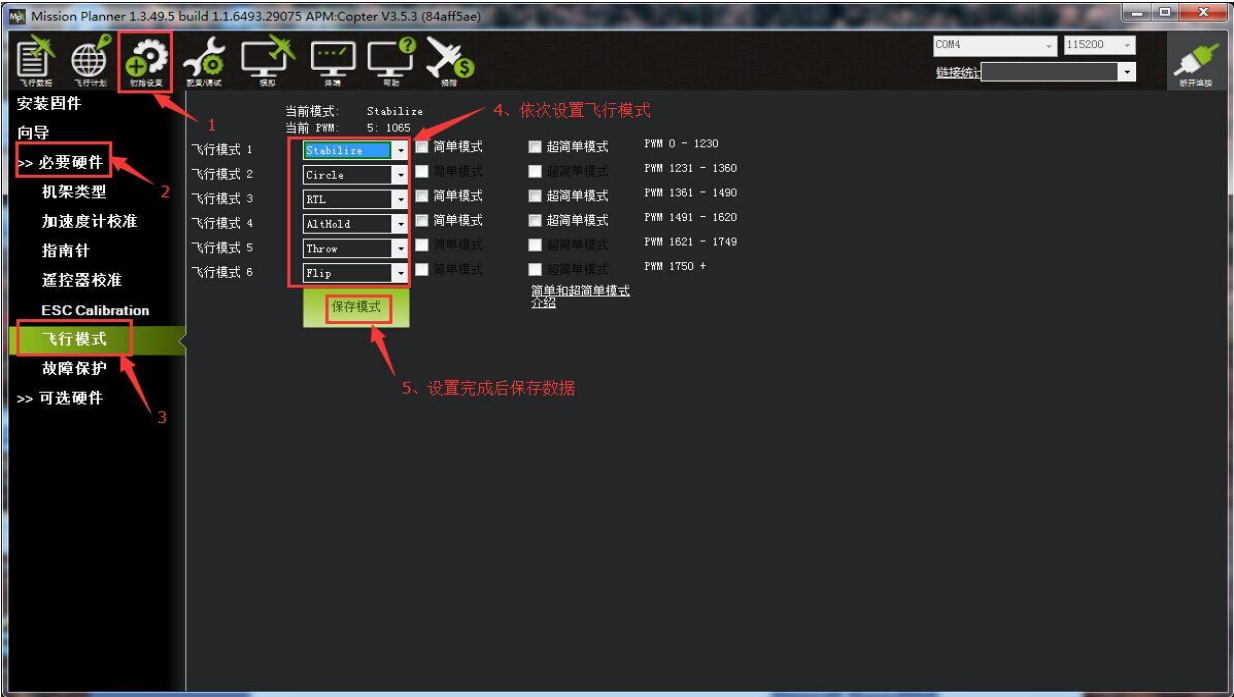 Mission Planner 1.3.49.5 build 1.1.6493.29075 APM:Copter V3.5.3 (84aff5ae)
飞行数据 飞行计划 初始设置 配置/调试 模拟 终端 帮助 捐赠
COM4 115200
链接统计
断开连接
安装固件
向导
>> 必要硬件
机架类型
加速度计校准
指南针
遥控器校准
ESC Calibration
飞行模式
故障保护
>> 可选硬件
1
2
3
4、依次设置飞行模式
当前模式: Stabilize
当前 PWM: 5: 1065
飞行模式 1 Stabilize 简单模式 超简单模式 PWM 0 - 1230
飞行模式 2 Circle 简单模式 超简单模式 PWM 1231 - 1360
飞行模式 3 RTL 简单模式 超简单模式 PWM 1361 - 1490
飞行模式 4 AltHold 简单模式 超简单模式 PWM 1491 - 1620
飞行模式 5 Throw 简单模式 超简单模式 PWM 1621 - 1749
飞行模式 6 Flip 简单模式 超简单模式 PWM 1750 +
简单和超简单模式
介绍
保存模式
5、设置完成后保存数据